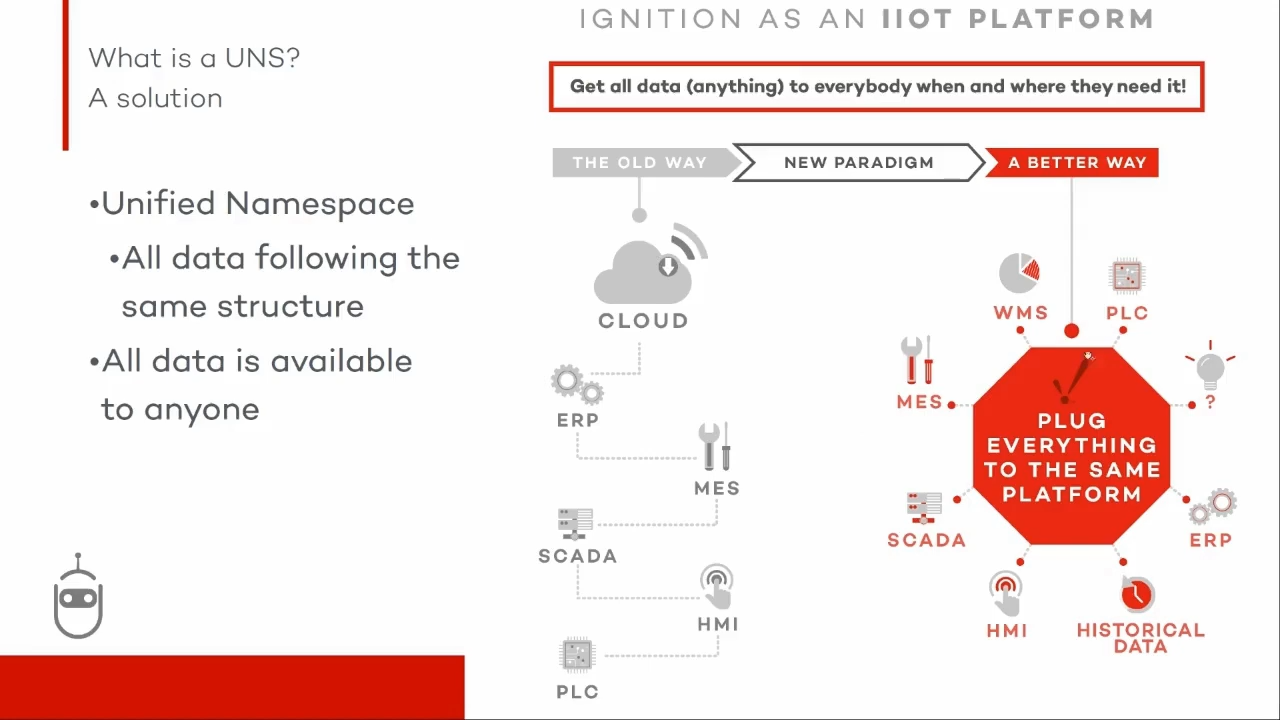 What is a UNS?
A solution
•Unified Namespace
•All data following the
same structure
•All data is available
to anyone
IGNITION AS AN IIOT PLATFORM
Get all data (anything) to everybody when and where they need it!
THE OLD WAY
NEW PARADIGM
A BETTER WAY
CLOUD
ERP
MES
SCADA
HMI
PLC
WMS
PLC
MES
?
PLUG
EVERYTHING
TO THE SAME
PLATFORM
SCADA
ERP
HMI
HISTORICAL
DATA